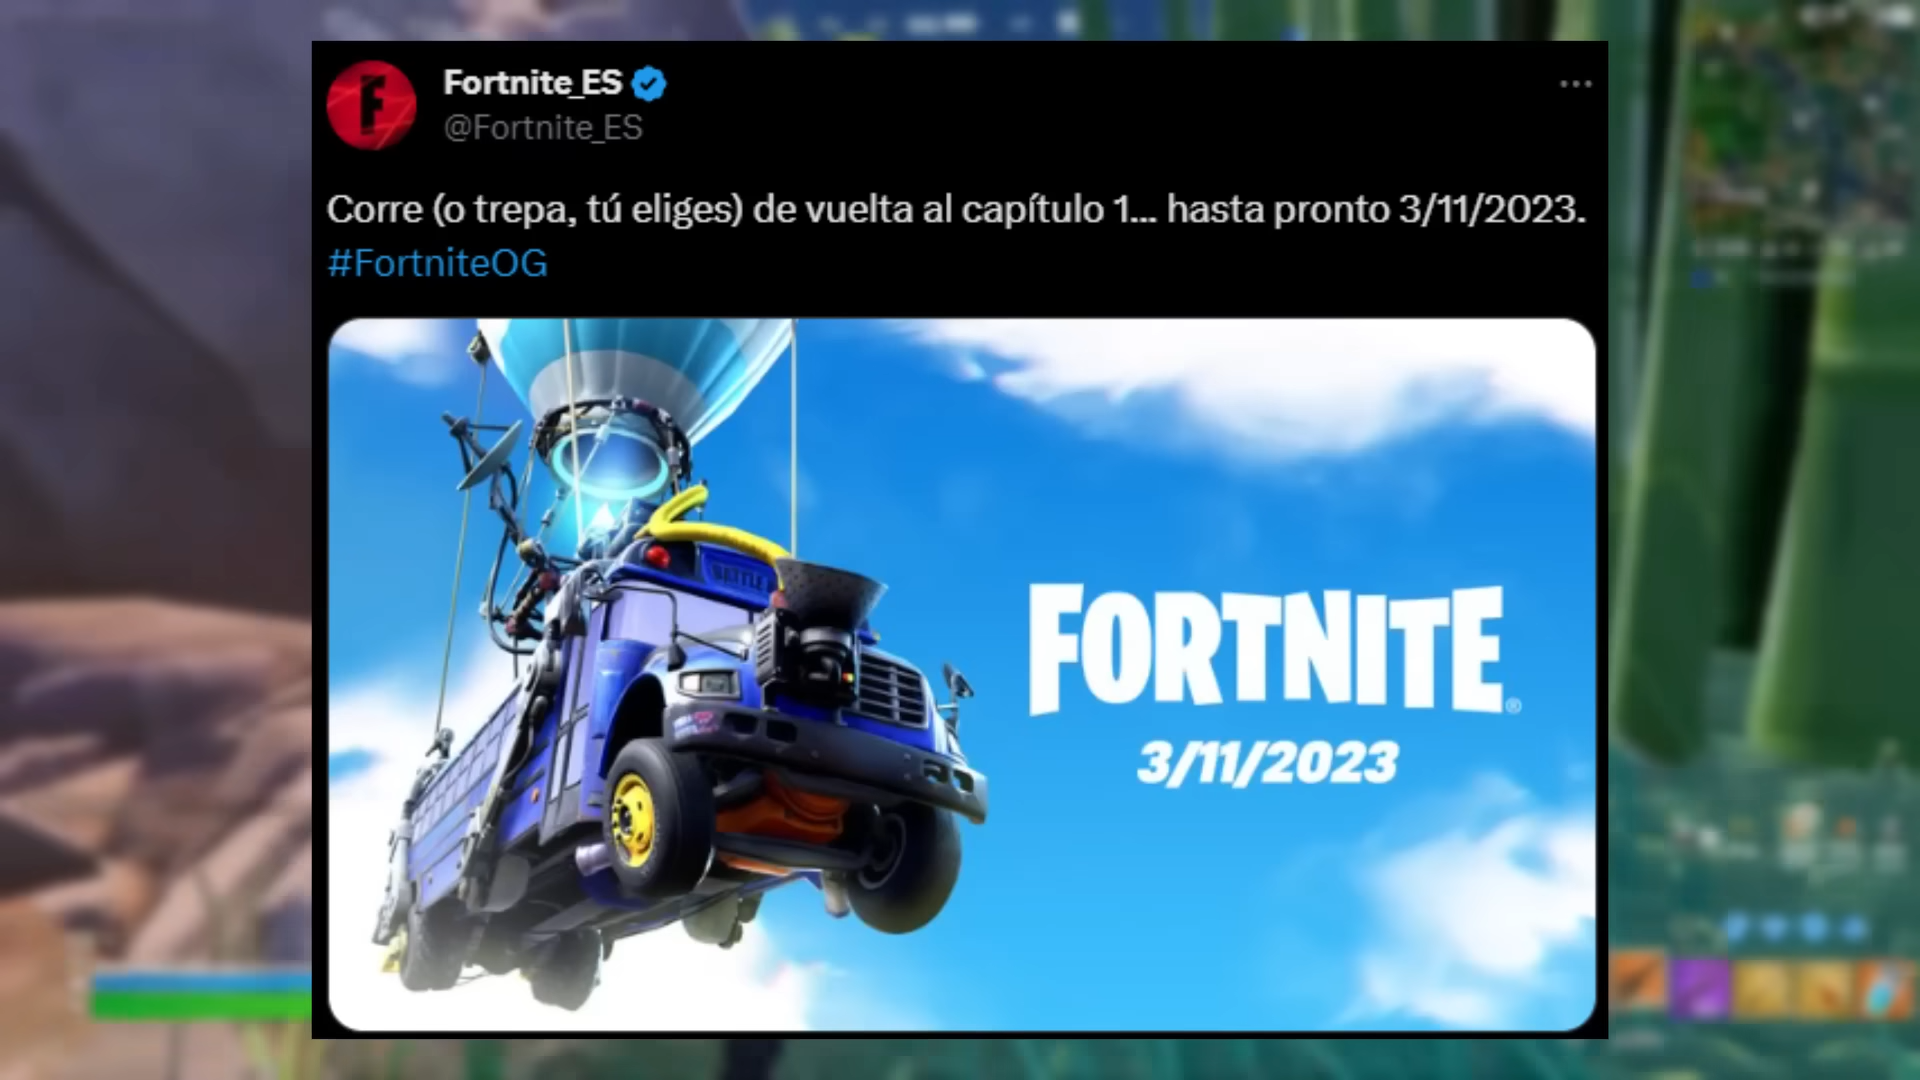 Fortnite_ES
@Fortnite_ES
Corre (o trepa, tú eliges) de vuelta al capítulo 1... hasta pronto 3/11/2023.
#FortniteOG
BATTLE
FORTNITE®
3/11/2023